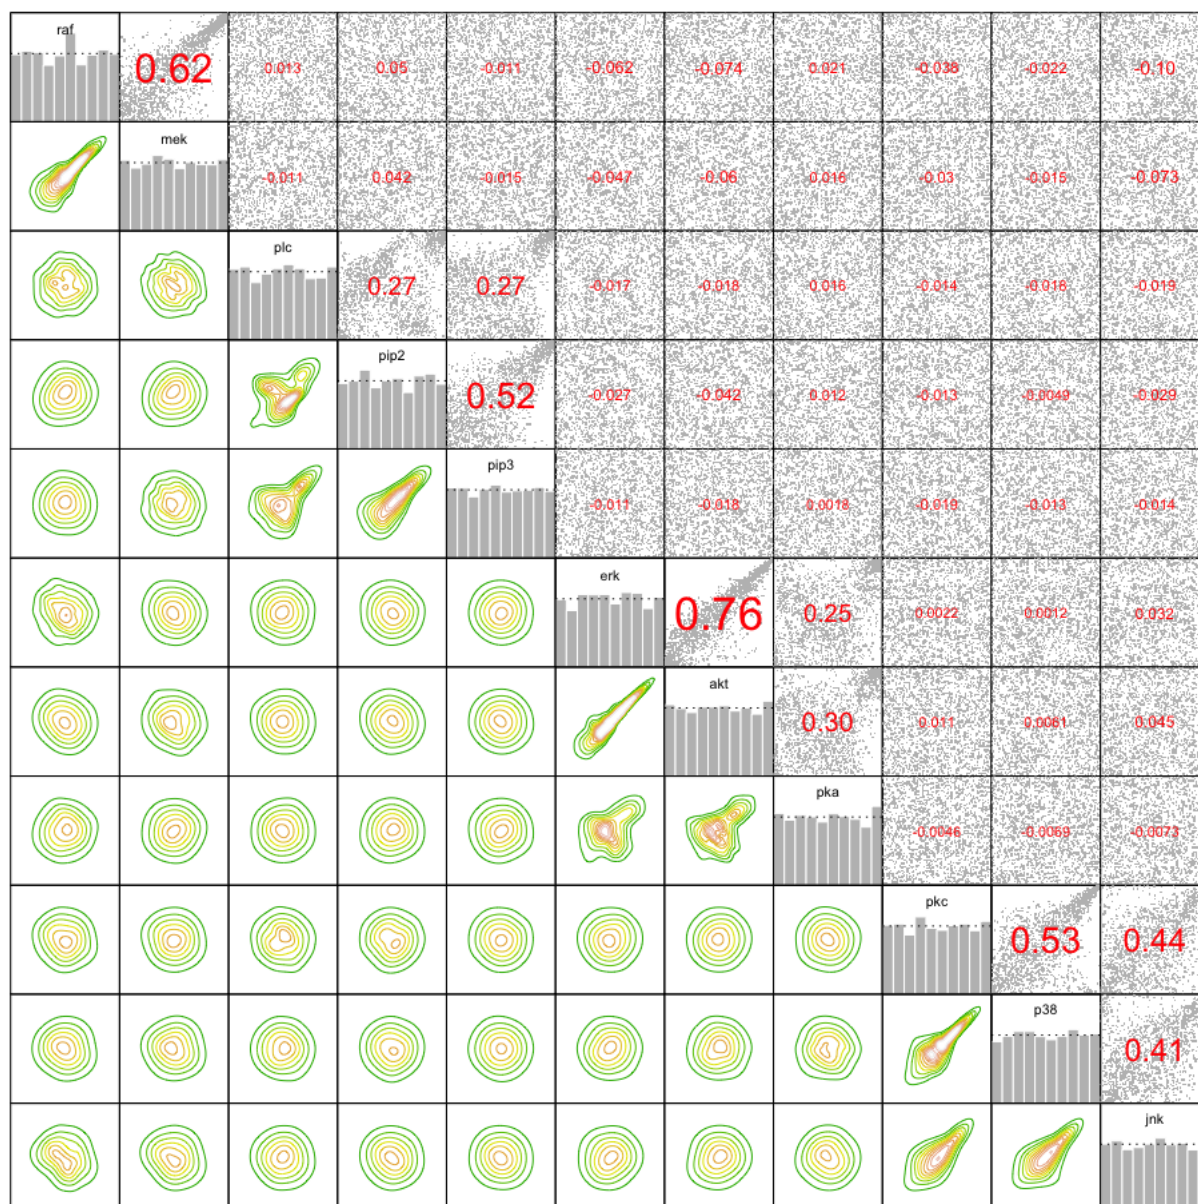 raf 0.62 0.013 0.05 -0.011 -0.062 -0.074 0.021 -0.038 -0.022 -0.10
mek -0.011 0.042 -0.015 -0.047 -0.06 0.016 -0.03 -0.015 -0.073
plc 0.27 0.27 -0.017 -0.018 0.016 -0.014 -0.018 -0.019
pip2 0.52 -0.027 -0.042 0.012 -0.013 -0.0049 -0.029
pip3 -0.011 -0.018 0.0018 -0.019 -0.013 -0.014
erk 0.76 0.25 0.0022 0.0012 0.032
akt 0.30 0.011 0.0081 0.045
pka -0.0046 -0.0069 -0.0073
pkc 0.53 0.44
p38 0.41
jnk